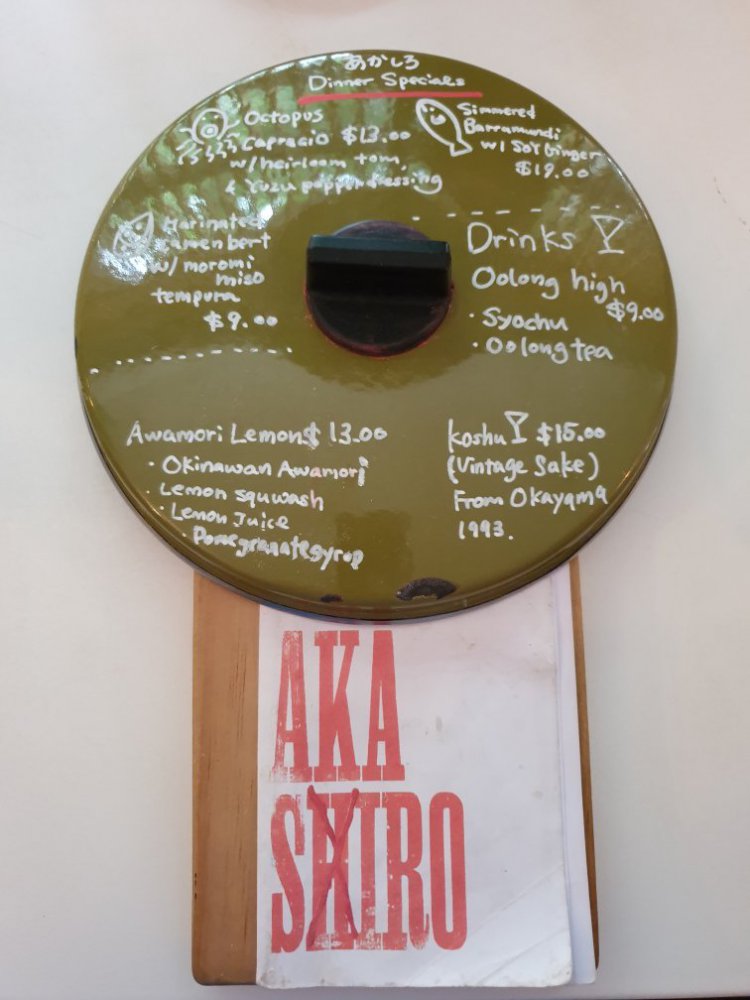 あかしろ
Dinner Specials
Octopus
Capracio $13.00
w/heirloom tom,
& Yuzu pepper dressing
Simmered
Barramundi
w/ Soy Ginger
$19.00
Marinated
camenbert
w/ moromi
miso
tempura
$9.00
Drinks
Oolong high
$9.00
· Syochu
· Oolong tea
Awamori Lemon $13.00
· Okinawan Awamori
Lemon squwash
· Lemon Juice
· Pomegranate syrop
koshu $15.00
(Vintage Sake)
From Okayama
1993.
AKA
SHIRO